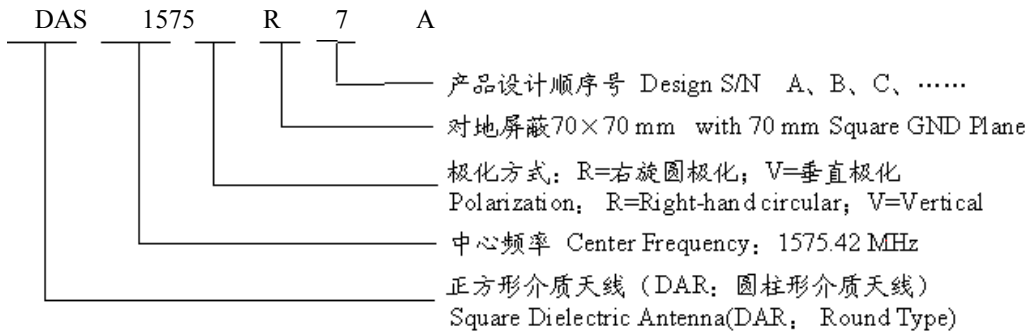 DAS 1575 R 7 A
产品设计顺序号 Design S/N A、B、C、……
对地屏蔽70×70 mm with 70 mm Square GND Plane
极化方式：R=右旋圆极化；V=垂直极化
Polarization： R=Right-hand circular；V=Vertical
中心频率 Center Frequency：1575.42 MHz
正方形介质天线（DAR：圆柱形介质天线）
Square Dielectric Antenna(DAR： Round Type)